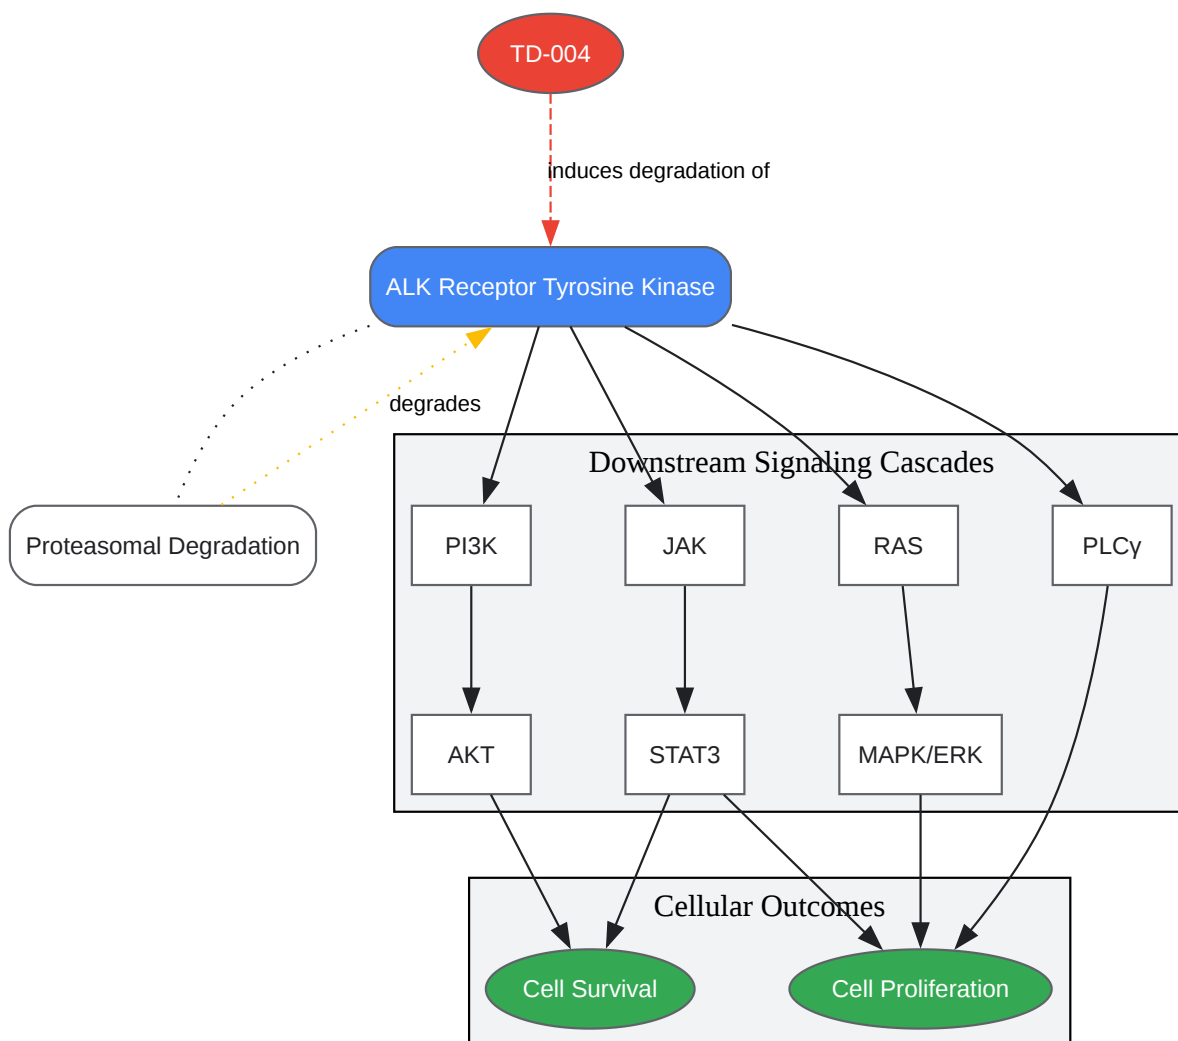 TD-004
induces degradation of
ALK Receptor Tyrosine Kinase
degrades
Downstream Signaling Cascades
Proteasomal Degradation
PI3K
JAK
RAS
PLCγ
AKT
STAT3
MAPK/ERK
Cellular Outcomes
Cell Survival
Cell Proliferation